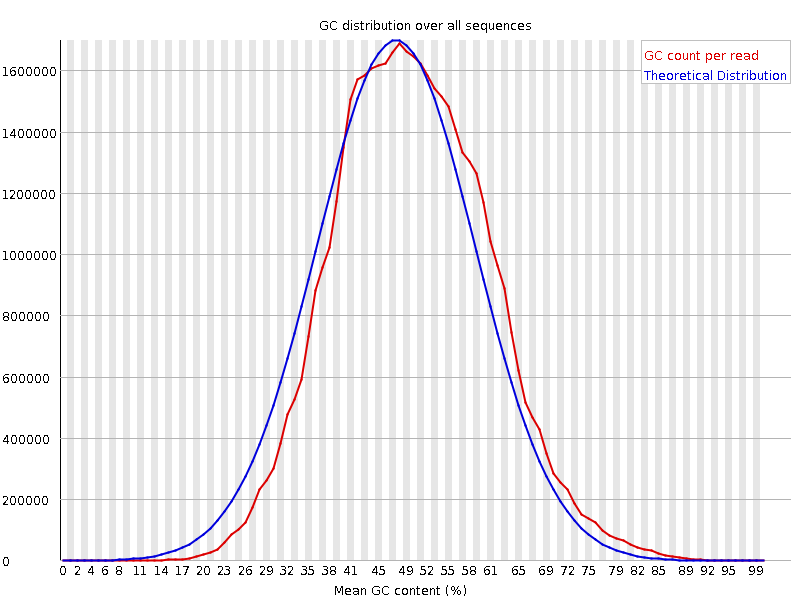 GC distribution over all sequences
GC count per read
Theoretical Distribution
1600000
1400000
1200000
1000000
800000
600000
400000
200000
0
0 2 4 6 8 11 14 17 20 23 26 29 32 35 38 41 45 49 52 55 58 61 65 69 72 75 79 82 85 89 92 95 99
Mean GC content (%)